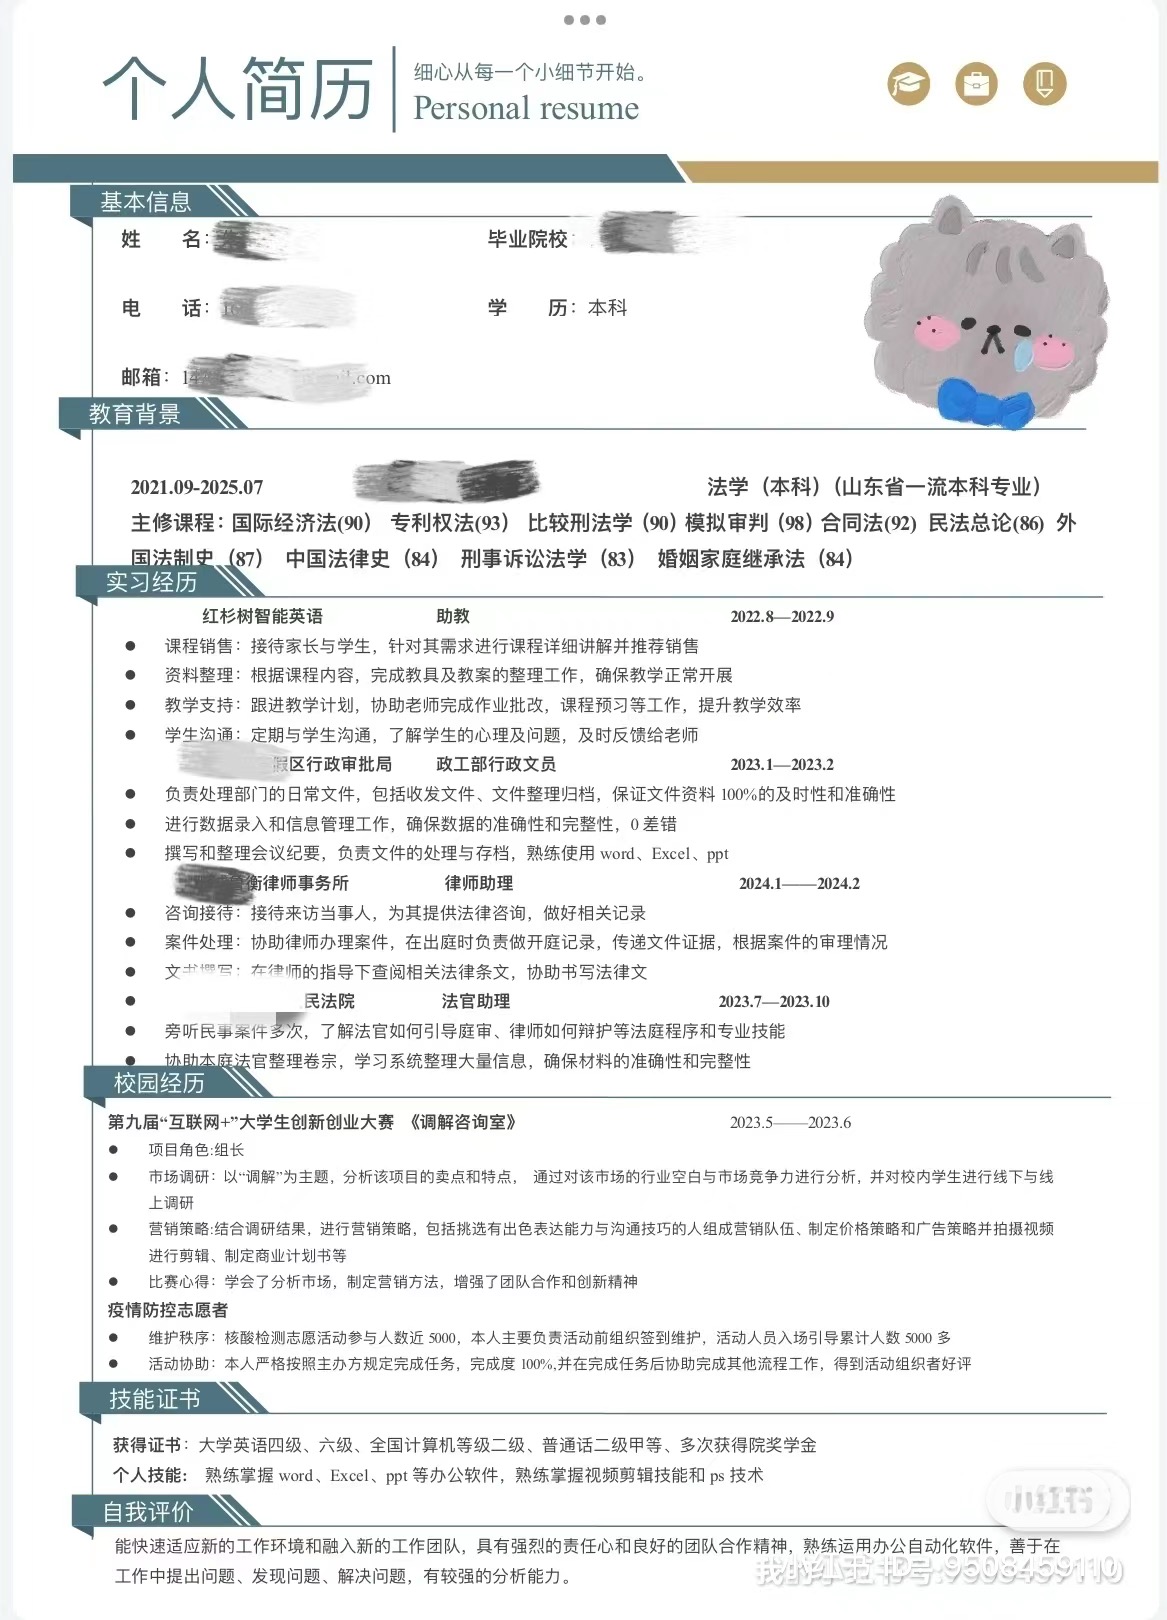 个人简历
细心从每一个小细节开始。
Personal resume
基本信息
姓 名：
毕业院校：
电 话：
学 历：本科
邮箱：14 .com
教育背景
2021.09-2025.07 法学（本科）（山东省一流本科专业）
主修课程：国际经济法(90) 专利权法(93) 比较刑法学（90）模拟审判（98）合同法(92) 民法总论(86) 外
国法制史（87） 中国法律史（84） 刑事诉讼法学（83） 婚姻家庭继承法（84）
实习经历
红杉树智能英语 助教 2022.8—2022.9
● 课程销售：接待家长与学生，针对其需求进行课程详细讲解并推荐销售
● 资料整理：根据课程内容，完成教具及教案的整理工作，确保教学正常开展
● 教学支持：跟进教学计划，协助老师完成作业批改，课程预习等工作，提升教学效率
● 学生沟通：定期与学生沟通，了解学生的心理及问题，及时反馈给老师
假区行政审批局 政工部行政文员 2023.1—2023.2
● 负责处理部门的日常文件，包括收发文件、文件整理归档，保证文件资料 100%的及时性和准确性
● 进行数据录入和信息管理工作，确保数据的准确性和完整性，0 差错
● 撰写和整理会议纪要，负责文件的处理与存档，熟练使用 word、Excel、ppt
衡律师事务所 律师助理 2024.1——2024.2
● 咨询接待：接待来访当事人，为其提供法律咨询，做好相关记录
● 案件处理：协助律师办理案件，在出庭时负责做开庭记录，传递文件证据，根据案件的审理情况
● 文书撰写：在律师的指导下查阅相关法律条文，协助书写法律文
● 民法院 法官助理 2023.7—2023.10
● 旁听民事案件多次，了解法官如何引导庭审、律师如何辩护等法庭程序和专业技能
● 协助本庭法官整理卷宗，学习系统整理大量信息，确保材料的准确性和完整性
校园经历
第九届“互联网+”大学生创新创业大赛 《调解咨询室》 2023.5——2023.6
● 项目角色:组长
● 市场调研：以“调解”为主题，分析该项目的卖点和特点， 通过对该市场的行业空白与市场竞争力进行分析，并对校内学生进行线下与线
上调研
● 营销策略:结合调研结果，进行营销策略，包括挑选有出色表达能力与沟通技巧的人组成营销队伍、制定价格策略和广告策略并拍摄视频
进行剪辑、制定商业计划书等
● 比赛心得：学会了分析市场，制定营销方法，增强了团队合作和创新精神
疫情防控志愿者
● 维护秩序：核酸检测志愿活动参与人数近 5000，本人主要负责活动前组织签到维护，活动人员入场引导累计人数 5000 多
● 活动协助：本人严格按照主办方规定完成任务，完成度 100%,并在完成任务后协助完成其他流程工作，得到活动组织者好评
技能证书
获得证书：大学英语四级、六级、全国计算机等级二级、普通话二级甲等、多次获得院奖学金
个人技能： 熟练掌握 word、Excel、ppt 等办公软件，熟练掌握视频剪辑技能和 ps 技术
小红书
自我评价
能快速适应新的工作环境和融入新的工作团队，具有强烈的责任心和良好的团队合作精神，熟练运用办公自动化软件，善于在
工作中提出问题、发现问题、解决问题，有较强的分析能力。
我的小红书号:9508459110